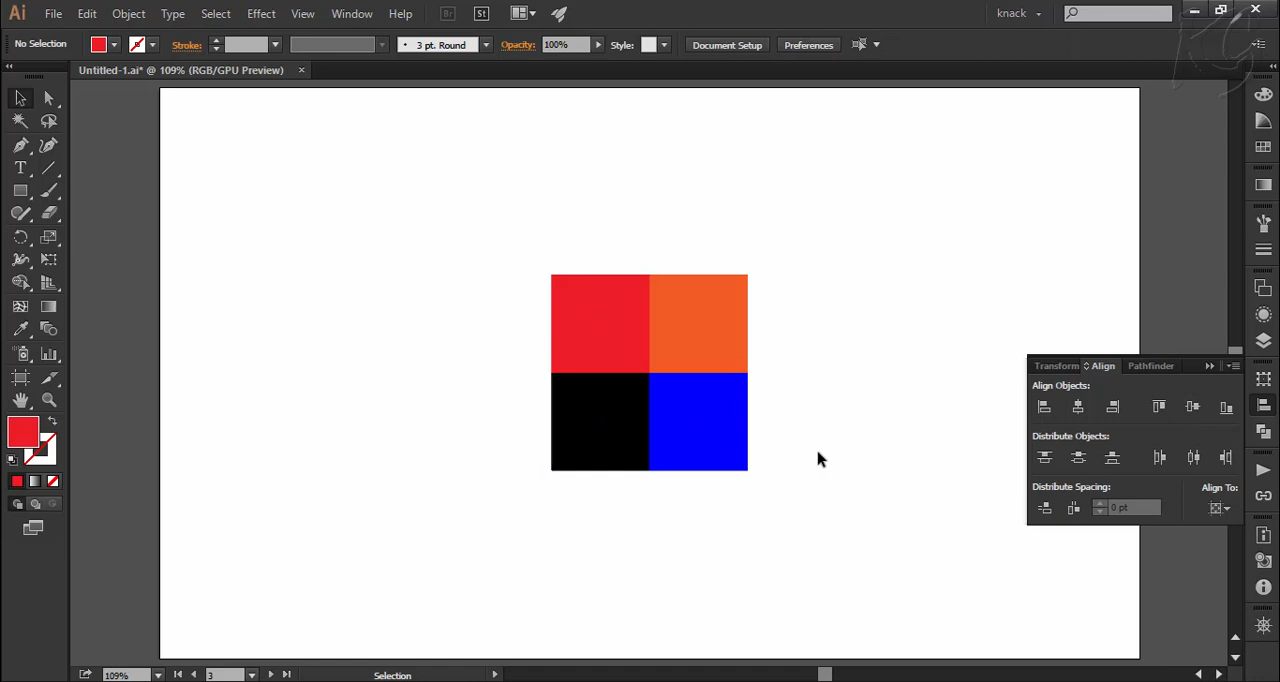 Ai File Edit Object Type Select Effect View Window Help Br St knack
No Selection Stroke: 3 pt. Round Opacity: 100% Style: Document Setup Preferences
Untitled-1.ai* @ 109% (RGB/GPU Preview) ×
Transform Align Pathfinder
Align Objects:
Distribute Objects:
Distribute Spacing: Align To:
0 pt
109% 3 Selection